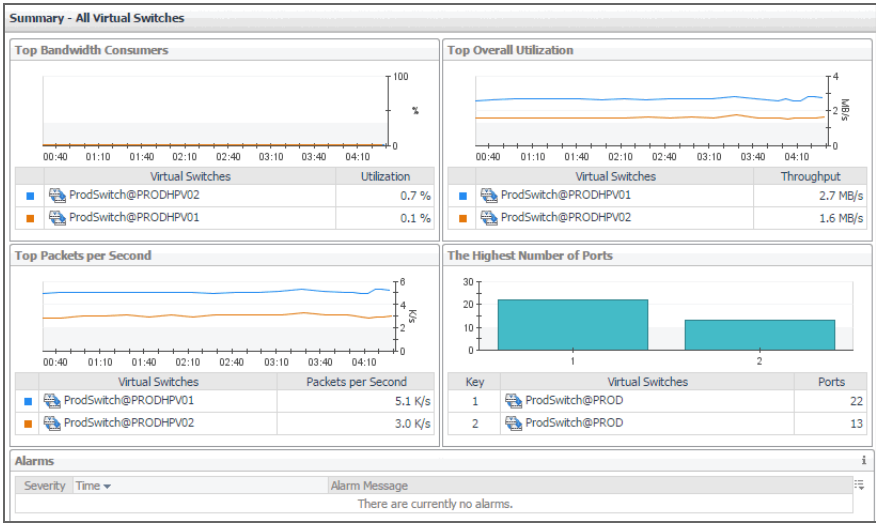 Summary - All Virtual Switches
Top Bandwidth Consumers
100
%
0
00:40 01:10 01:40 02:10 02:40 03:10 03:40 04:10
Virtual Switches Utilization
ProdSwitch@PRODHPV02 0.7 %
ProdSwitch@PRODHPV01 0.1 %
Top Overall Utilization
4
2
MB/s
0
00:40 01:10 01:40 02:10 02:40 03:10 03:40 04:10
Virtual Switches Throughput
ProdSwitch@PRODHPV01 2.7 MB/s
ProdSwitch@PRODHPV02 1.6 MB/s
Top Packets per Second
6
4
K/s
2
0
00:40 01:10 01:40 02:10 02:40 03:10 03:40 04:10
Virtual Switches Packets per Second
ProdSwitch@PRODHPV01 5.1 K/s
ProdSwitch@PRODHPV02 3.0 K/s
The Highest Number of Ports
30
20
10
0
1 2
Key Virtual Switches Ports
1 ProdSwitch@PROD 22
2 ProdSwitch@PROD 13
Alarms
Severity Time Alarm Message
There are currently no alarms.